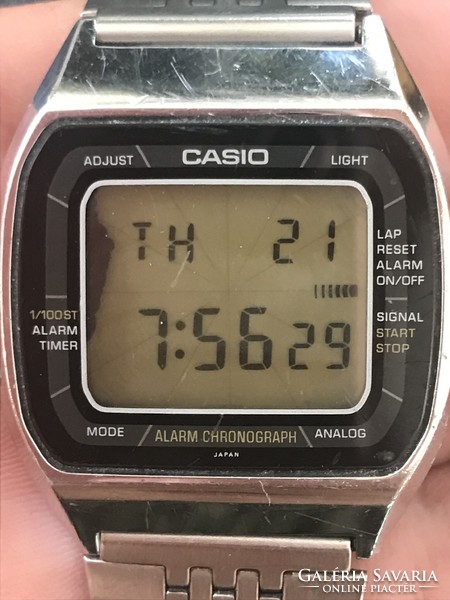 ADJUST CASIO LIGHT
TH 21
LAP
RESET
ALARM
ON/OFF
7:56 29
1/100ST
ALARM
TIMER
SIGNAL
START
STOP
MODE ALARM CHRONOGRAPH ANALOG
JAPAN
GALÉRIA SAVARIA
ONLINE PIACTÉR